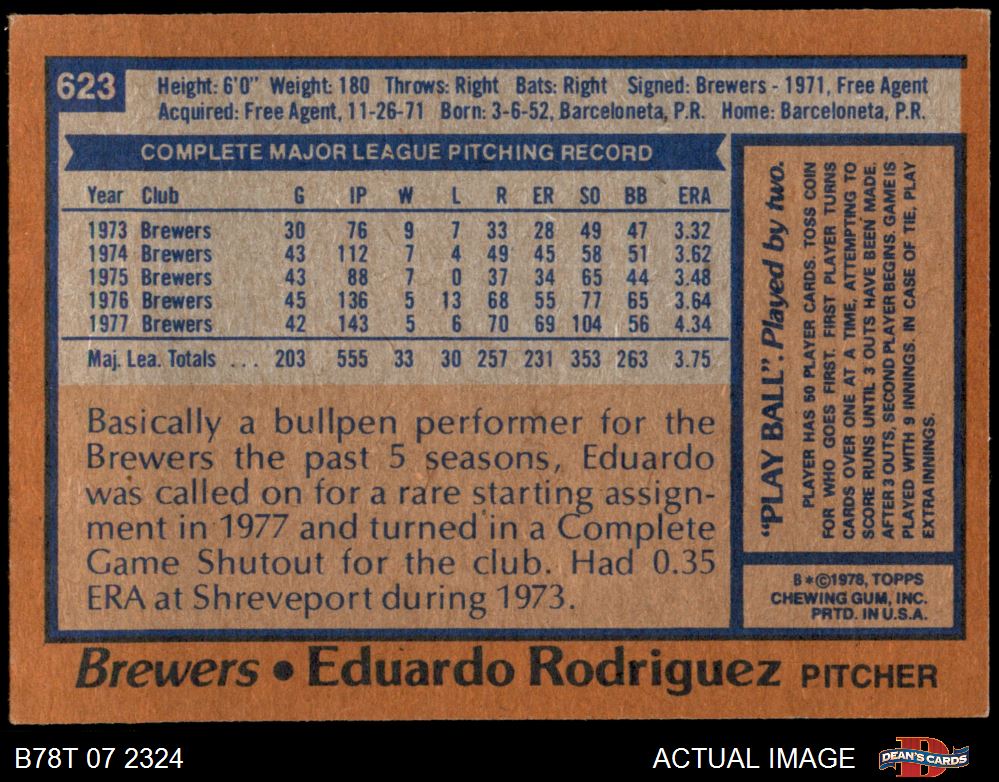 623
Height: 6'0" Weight: 180 Throws: Right Bats: Right Signed: Brewers - 1971, Free Agent
Acquired: Free Agent, 11-26-71 Born: 3-6-52, Barceloneta, P.R. Home: Barceloneta, P.R.
COMPLETE MAJOR LEAGUE PITCHING RECORD
Year Club G IP W L R ER SO BB ERA
1973 Brewers 30 76 9 7 33 28 49 47 3.32
1974 Brewers 43 112 7 4 49 45 58 51 3.62
1975 Brewers 43 88 7 0 37 34 65 44 3.48
1976 Brewers 45 136 5 13 68 55 77 65 3.64
1977 Brewers 42 143 5 6 70 69 104 56 4.34
Maj. Lea. Totals ... 203 555 33 30 257 231 353 263 3.75
Basically a bullpen performer for the
Brewers the past 5 seasons, Eduardo
was called on for a rare starting assign-
ment in 1977 and turned in a Complete
Game Shutout for the club. Had 0.35
ERA at Shreveport during 1973.
"PLAY BALL". Played by two.
PLAYER HAS 50 PLAYER CARDS. TOSS COIN
FOR WHO GOES FIRST. FIRST PLAYER TURNS
CARDS OVER ONE AT A TIME, ATTEMPTING TO
SCORE RUNS UNTIL 3 OUTS HAVE BEEN MADE.
AFTER 3 OUTS, SECOND PLAYER BEGINS. GAME IS
PLAYED WITH 9 INNINGS. IN CASE OF TIE, PLAY
EXTRA INNINGS.
B*©1978, TOPPS
CHEWING GUM, INC.
PRTD. IN U.S.A.
Brewers • Eduardo Rodriguez PITCHER
B78T 07 2324
ACTUAL IMAGE
DEAN'S CARDS